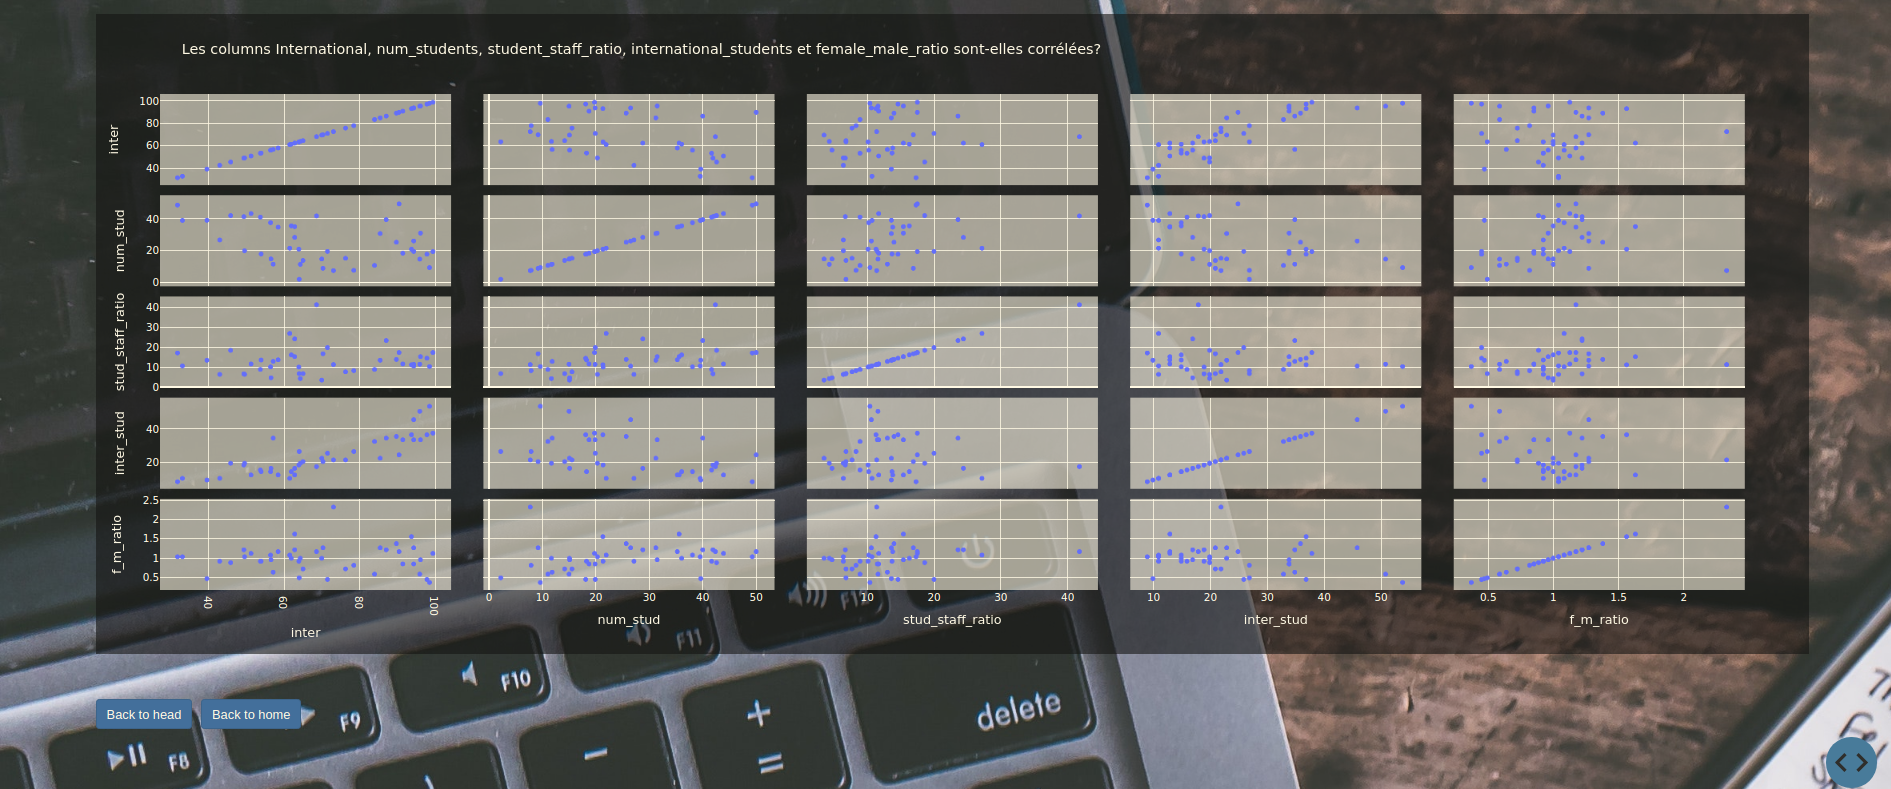 Les columns International, num_students, student_staff_ratio, international_students et female_male_ratio sont-elles corrélées?
inter
100
80
60
40
num_stud
40
20
0
stud_staff_ratio
40
30
20
10
0
inter_stud
40
20
f_m_ratio
2.5
2
1.5
1
0.5
40 60 80 100
0 10 20 30 40 50
10 20 30 40
10 20 30 40 50
0.5 1 1.5 2
inter
num_stud
stud_staff_ratio
inter_stud
f_m_ratio
F12
F11
F10
F9
F8
delete
+
=
−
Back to head
Back to home